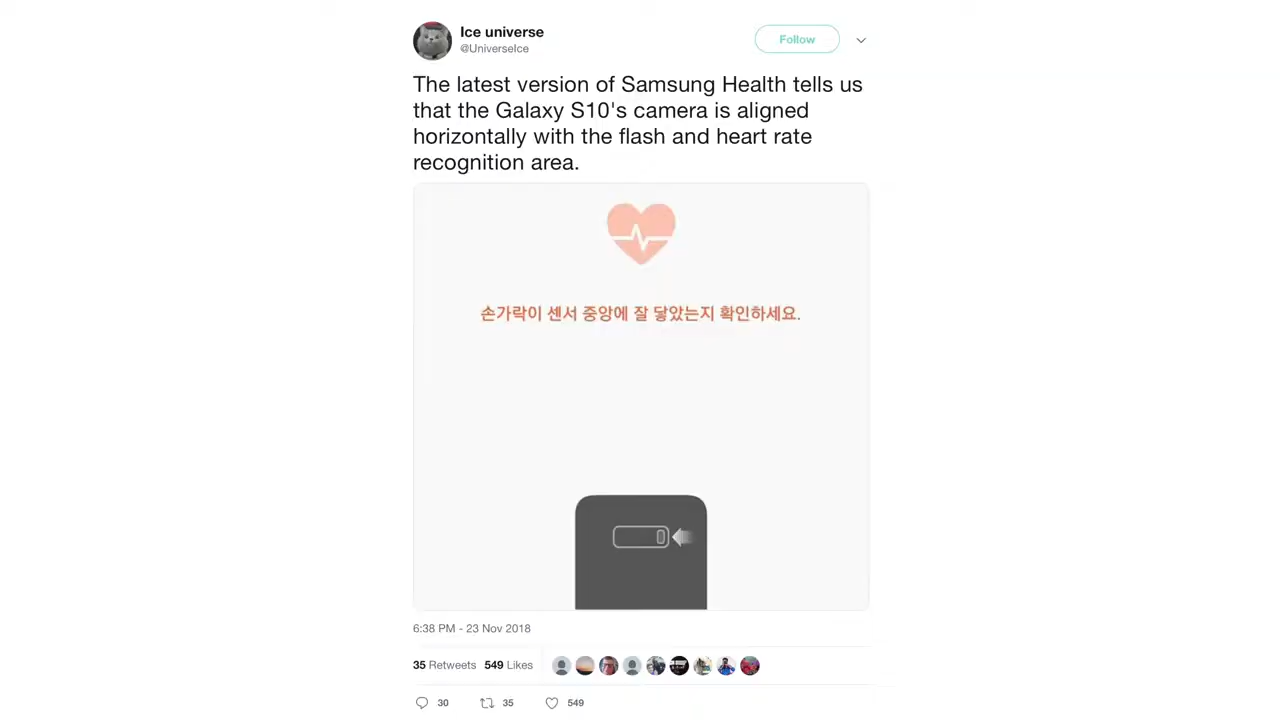 Ice universe
@UniverseIce
Follow
The latest version of Samsung Health tells us
that the Galaxy S10's camera is aligned
horizontally with the flash and heart rate
recognition area.
손가락이 센서 중앙에 잘 닿았는지 확인하세요.
6:38 PM - 23 Nov 2018
35 Retweets 549 Likes
30 35 549